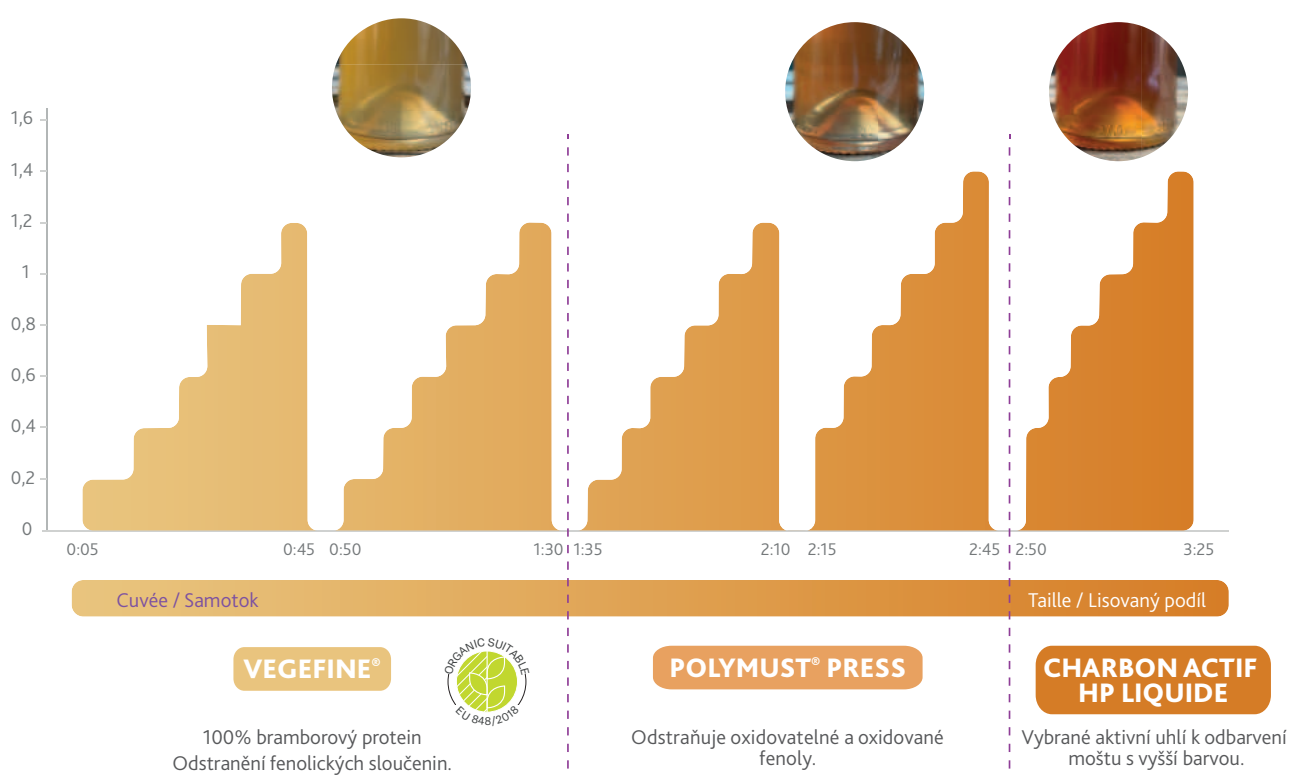 1,6
1,4
1,2
1
0,8
0,6
0,4
0,2
0
0:05 0:45 0:50 1:30 1:35 2:10 2:15 2:45 2:50 3:25
Cuvée / Samotok
Taille / Lisovaný podíl
VEGEFINE®
ORGANIC SUITABLE
EU 848/2018
100% bramborový protein
Odstranění fenolických sloučenin.
POLYMUST® PRESS
Odstraňuje oxidovatelné a oxidované
fenoly.
CHARBON ACTIF
HP LIQUIDE
Vybrané aktivní uhlí k odbarvení
moštu s vyšší barvou.